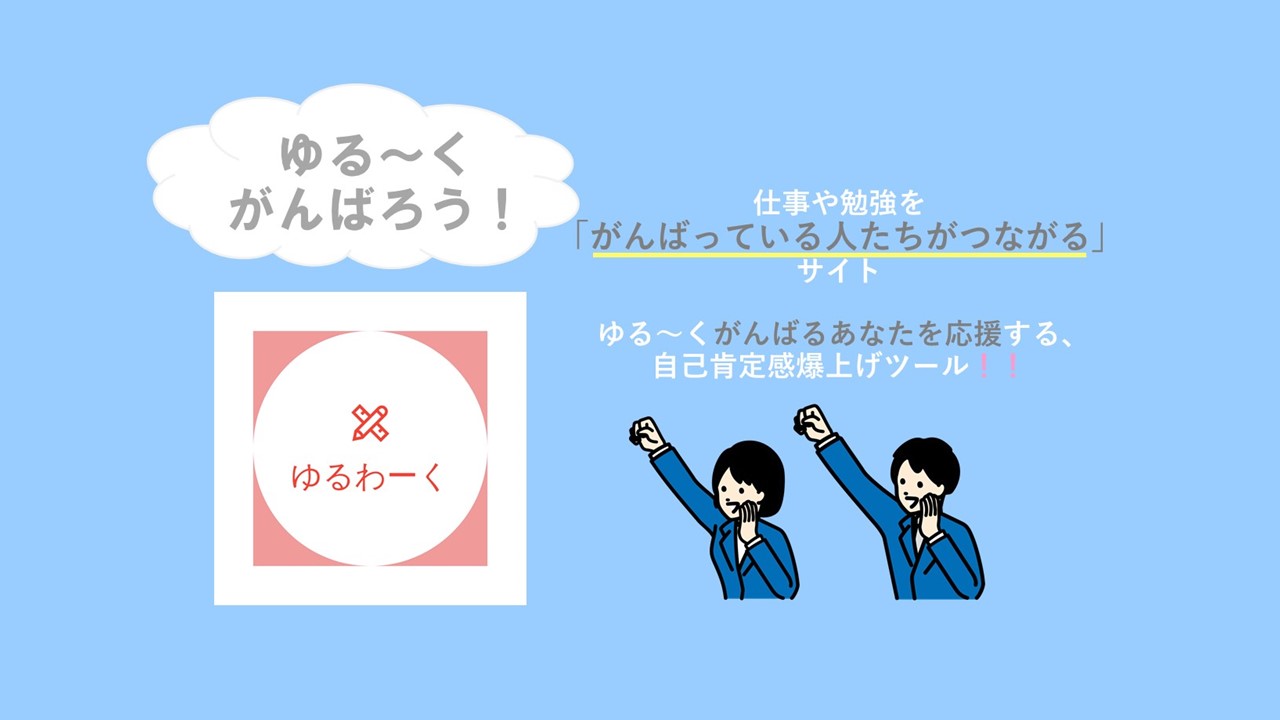 ゆる～く
がんばろう！
仕事や勉強を
「がんばっている人たちがつながる」
サイト
ゆる～くがんばるあなたを応援する、
自己肯定感爆上げツール！！
ゆるわーく